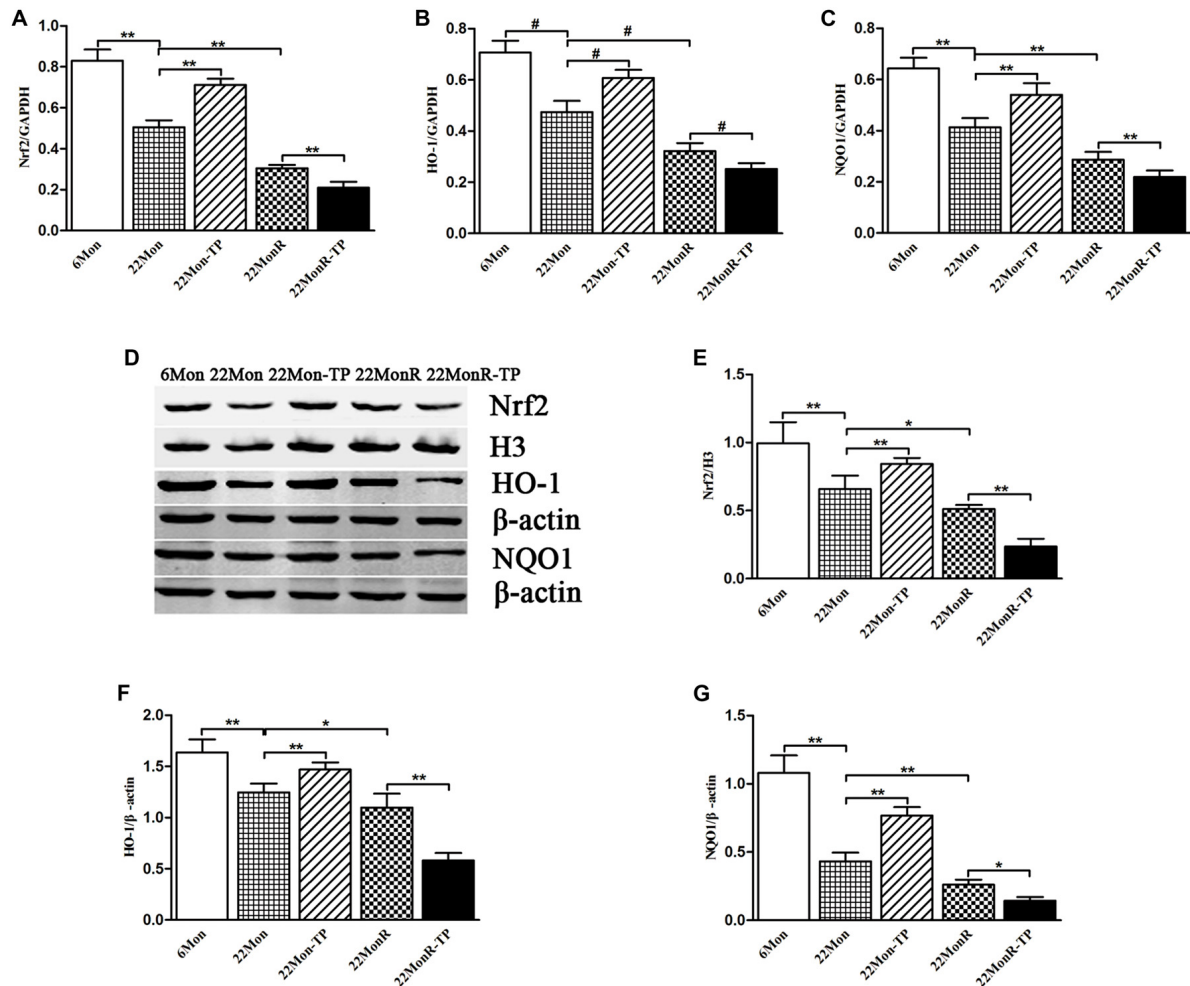 A
Nrf2/GAPDH
1.0
0.8
0.6
0.4
0.2
0.0
**
**
**
**
6Mon
22Mon
22Mon-TP
22MonR
22MonR-TP
B
HO-1/GAPDH
0.8
0.6
0.4
0.2
0.0
#
#
#
#
6Mon
22Mon
22Mon-TP
22MonR
22MonR-TP
C
NQO1/GAPDH
0.8
0.6
0.4
0.2
0.0
**
**
**
**
6Mon
22Mon
22Mon-TP
22MonR
22MonR-TP
D
6Mon 22Mon 22Mon-TP 22MonR 22MonR-TP
Nrf2
H3
HO-1
β-actin
NQO1
β-actin
E
Nrf2/H3
1.5
1.0
0.5
0.0
**
*
**
**
6Mon
22Mon
22Mon-TP
22MonR
22MonR-TP
F
HO-1/β -actin
2.0
1.5
1.0
0.5
0.0
**
*
**
**
6Mon
22Mon
22Mon-TP
22MonR
22MonR-TP
G
NQO1/β -actin
1.5
1.0
0.5
0.0
**
**
**
*
6Mon
22Mon
22Mon-TP
22MonR
22MonR-TP